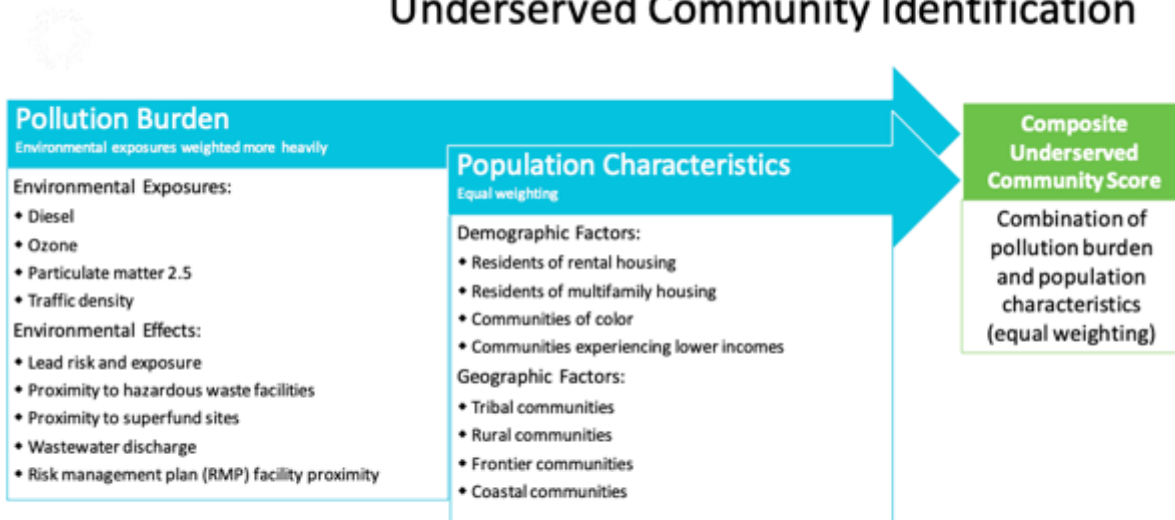 Underserved Community Identification
Pollution Burden
Environmental exposures weighted more heavily
Environmental Exposures:
◆ Diesel
◆ Ozone
◆ Particulate matter 2.5
◆ Traffic density
Environmental Effects:
◆ Lead risk and exposure
◆ Proximity to hazardous waste facilities
◆ Proximity to superfund sites
◆ Wastewater discharge
◆ Risk management plan (RMP) facility proximity
Population Characteristics
Equal weighting
Demographic Factors:
◆ Residents of rental housing
◆ Residents of multifamily housing
◆ Communities of color
◆ Communities experiencing lower incomes
Geographic Factors:
◆ Tribal communities
◆ Rural communities
◆ Frontier communities
◆ Coastal communities
Composite
Underserved
Community Score
Combination of
pollution burden
and population
characteristics
(equal weighting)